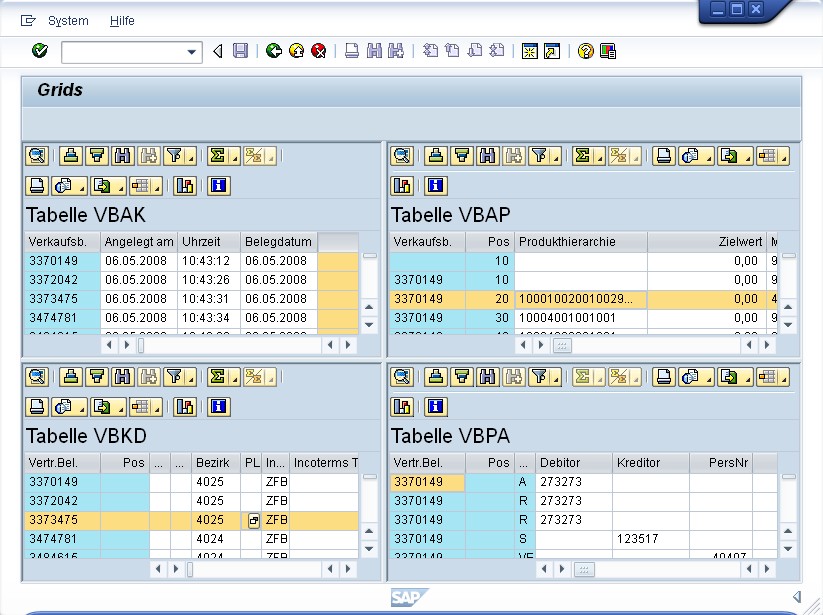 System Hilfe
Grids
Tabelle VBAK
Verkaufsb. Angelegt am Uhrzeit Belegdatum
3370149 06.05.2008 10:43:12 06.05.2008
3372042 06.05.2008 10:43:26 06.05.2008
3373475 06.05.2008 10:43:31 06.05.2008
3474781 06.05.2008 10:43:34 06.05.2008
Tabelle VBAP
Verkaufsb. Pos Produkthierarchie Zielwert M
10 0,00 9
3370149 10 0,00 9
3370149 20 100010020010029... 0,00 4
3370149 30 10004001001001 0,00 9
Tabelle VBKD
Vertr.Bel. Pos ... ... Bezirk PL In... Incoterms T
3370149 4025 ZFB
3372042 4025 ZFB
3373475 4025 ZFB
3474781 4024 ZFB
3484615 4024 ZFB
Tabelle VBPA
Vertr.Bel. Pos ... Debitor Kreditor PersNr
3370149 A 273273
3370149 R 273273
3370149 R 273273
3370149 S 123517
3370149 VE 40407
SAP